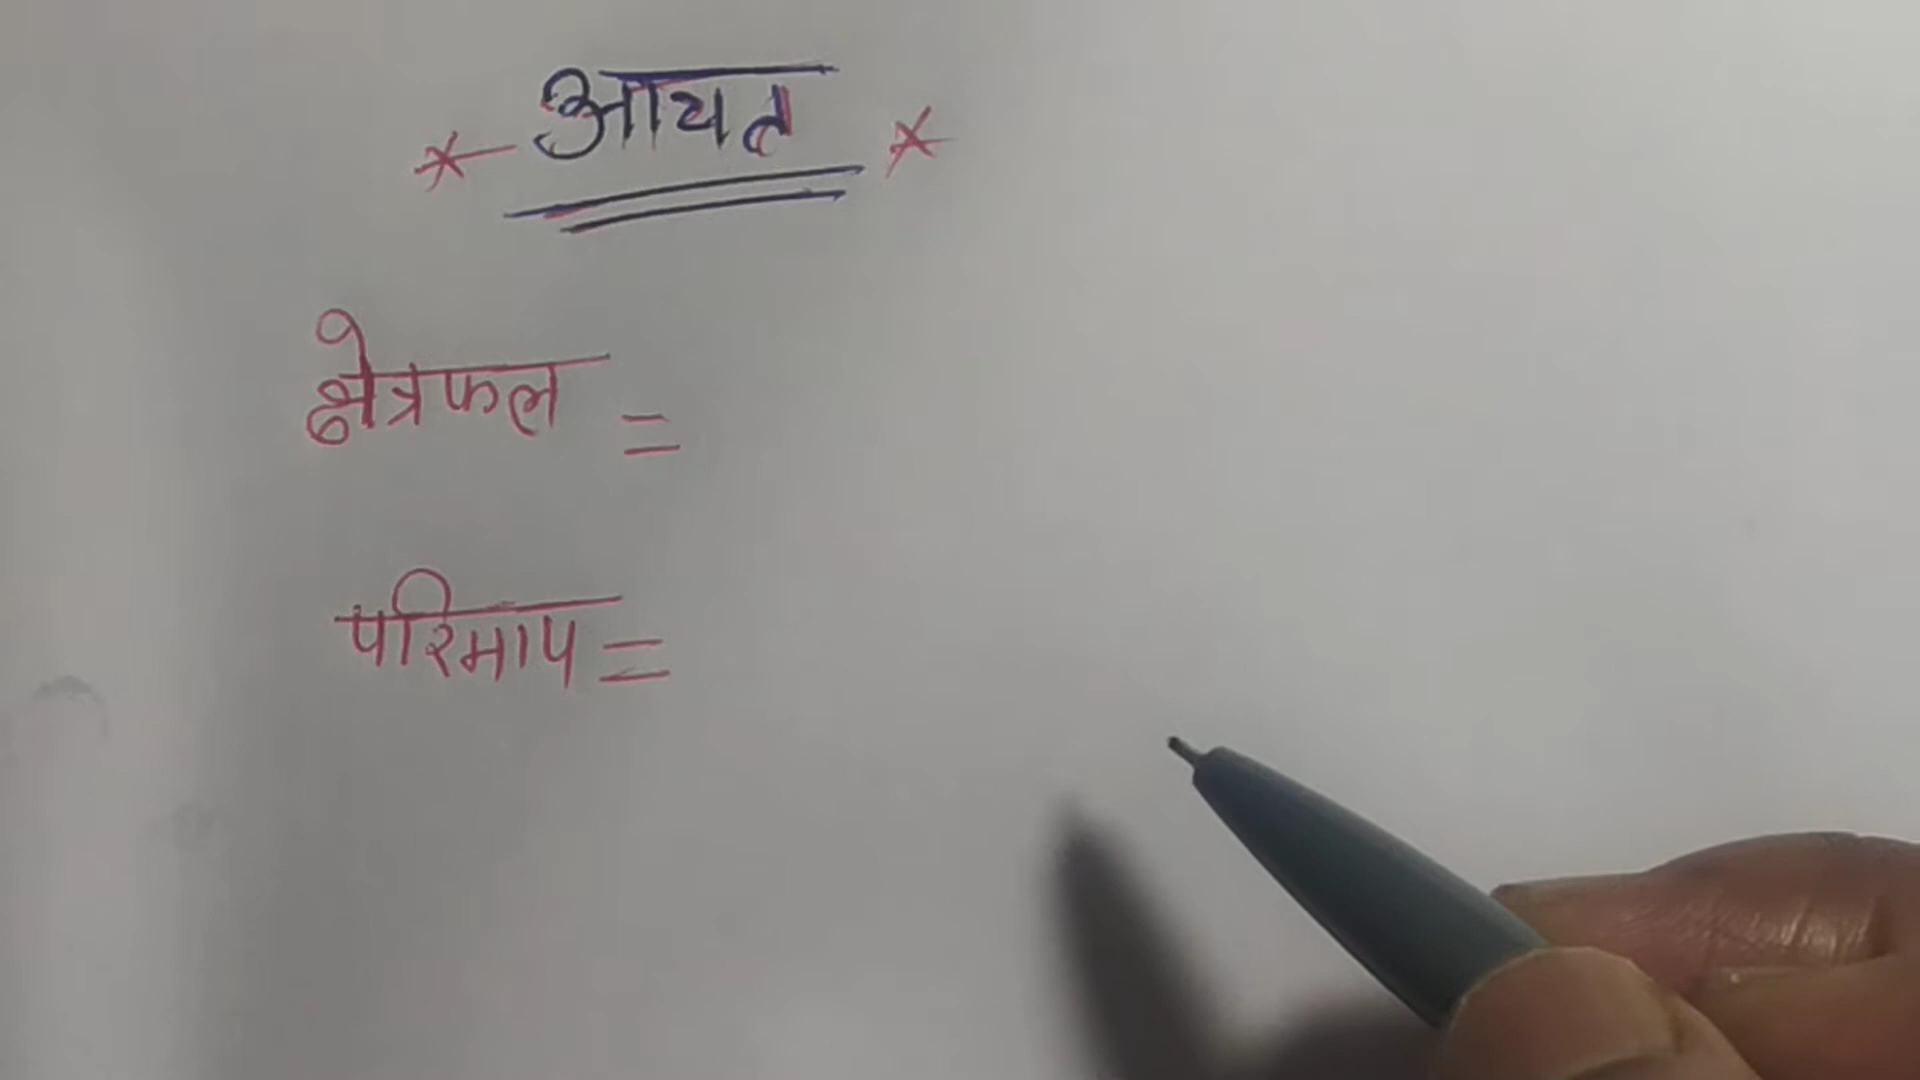 * आयत *
क्षेत्रफल =
परिमाप =